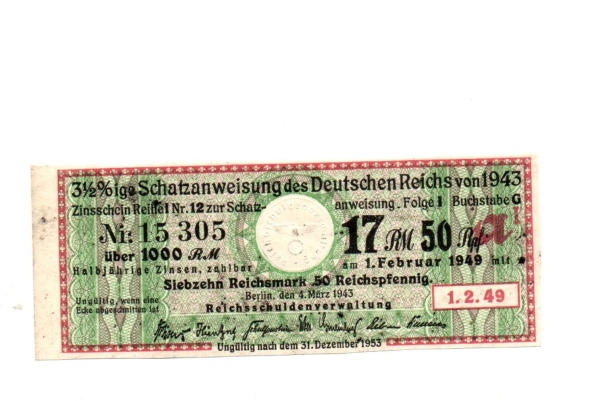 3½%ige Schatzanweisung des Deutschen Reichs von 1943
Zinsschein Reihe 1 Nr. 12 zur Schatz- anweisung. Folge I Buchstabe G
Nr. 15 305 17 RM 50 Rpf. a
über 1000 RM
Halbjährige Zinsen, zahlbar am 1. Februar 1949 mit
Siebzehn Reichsmark 50 Reichspfennig.
Berlin, den 4. März 1943
Ungültig, wenn eine
Ecke abgeschnitten ist
Reichsschuldenverwaltung
1.2.49
Ungültig nach dem 31. Dezember 1953